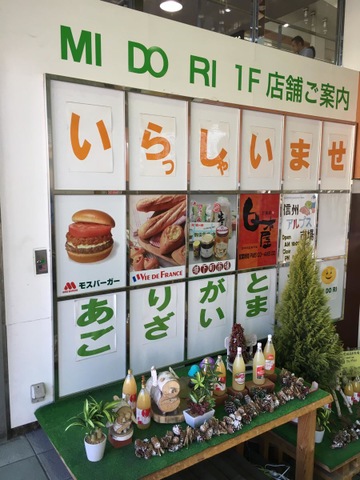 MI DO RI 1F 店舗ご案内
いらっしゃいませ
モスバーガー
VIE DE FRANCE
信州
アルプス
市場
ありがと
ございま